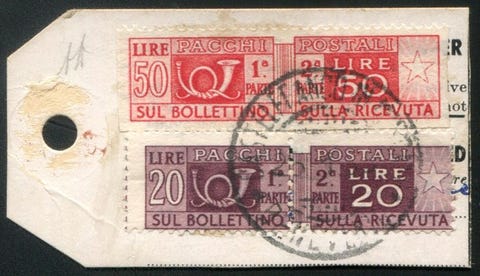 PACCHI POSTALI
LIRE 50 1ª PARTE 2ª PARTE LIRE 50
SUL BOLLETTINO SULLA RICEVUTA
PACCHI POSTALI
LIRE 20 1ª PARTE 2ª PARTE LIRE 20
SUL BOLLETTINO SULLA RICEVUTA